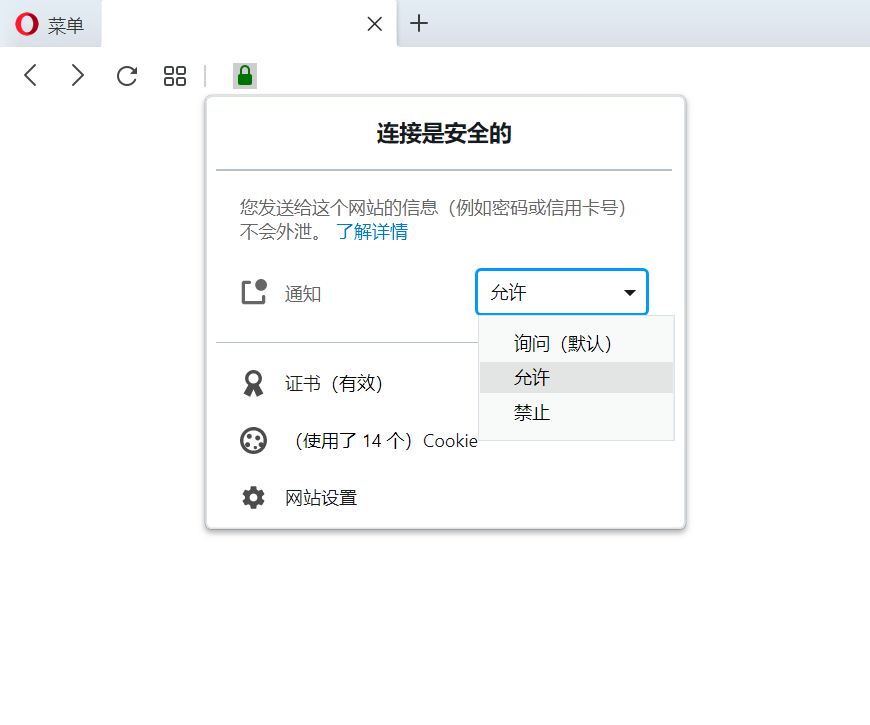 菜单
连接是安全的
您发送给这个网站的信息（例如密码或信用卡号）
不会外泄。 了解详情
通知
允许
询问（默认）
允许
禁止
证书（有效）
（使用了 14 个）Cookie
网站设置